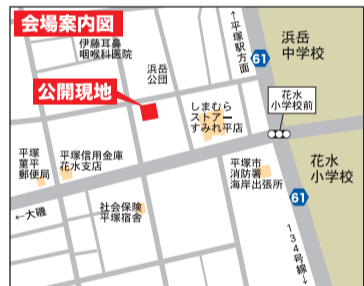 会場案内図
伊藤耳鼻
咽喉科医院
←平塚駅方面
61
浜岳
中学校
浜岳
公団
公開現地
花水
小学校前
しまむら
ストアー
すみれ平店
平塚
菫平
郵便局
平塚信用金庫
花水支店
平塚市
消防署
海岸出張所
花水
小学校
←大磯
社会保険
平塚宿舎
61
134号線→